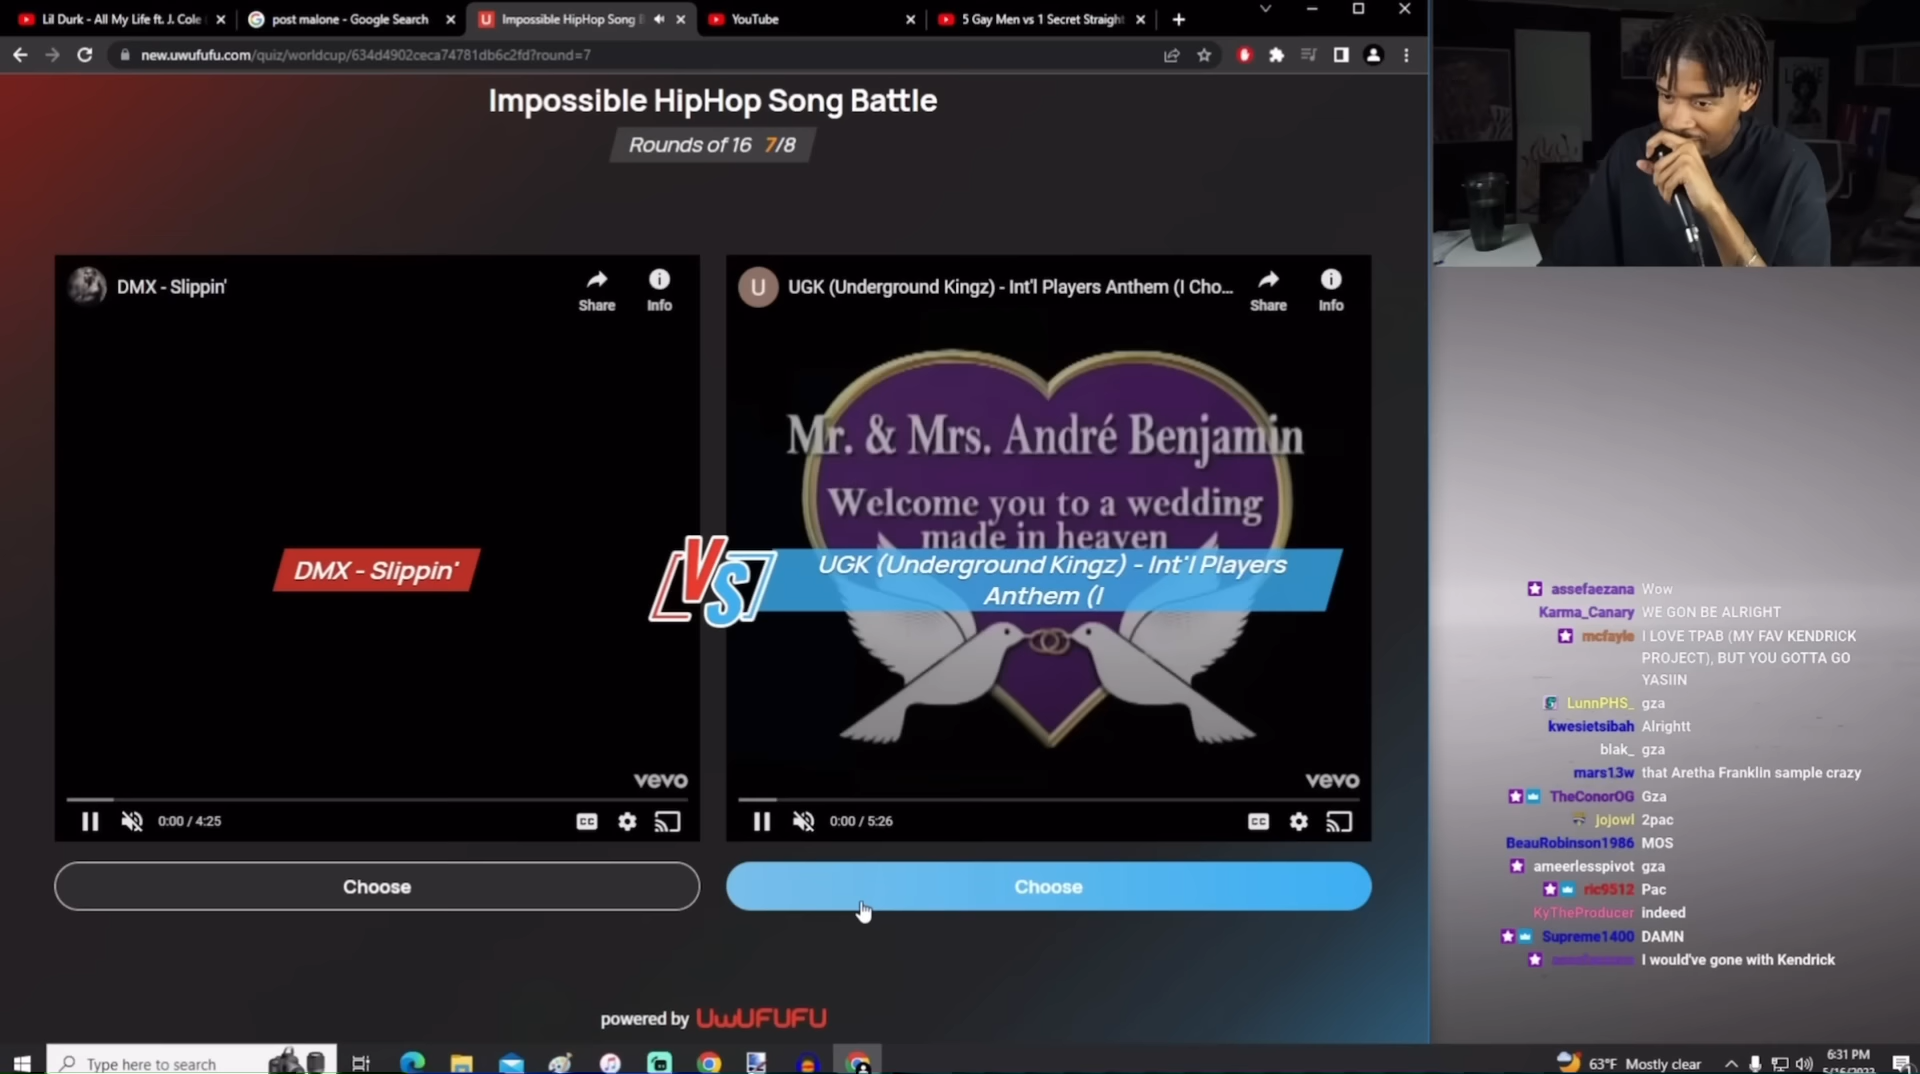 Lil Durk - All My Life ft. J. Cole
post malone - Google Search
Impossible HipHop Song
YouTube
5 Gay Men vs 1 Secret Straight
new.uwufufu.com/quiz/worldcup/634d4902ceca74781db6c2fd?round=7
Impossible HipHop Song Battle
Rounds of 16 7/8
DMX - Slippin'
Share
Info
U
UGK (Underground Kingz) - Int'l Players Anthem (I Cho...
Share
Info
Mr. & Mrs. André Benjamin
Welcome you to a wedding
made in heaven
DMX - Slippin'
VS
UGK (Underground Kingz) - Int'l Players
Anthem (I
vevo
vevo
0:00 / 4:25
CC
0:00 / 5:26
CC
Choose
Choose
powered by UWUFUFU
assefaezana Wow
Karma_Canary WE GON BE ALRIGHT
mcfayle I LOVE TPAB (MY FAV KENDRICK
PROJECT), BUT YOU GOTTA GO
YASIIN
LunnPHS_ gza
kwesietsibah Alrightt
blak_ gza
mars13w that Aretha Franklin sample crazy
TheConorOG Gza
jojowl 2pac
BeauRobinson1986 MOS
ameerlesspivot gza
ric9512 Pac
KyTheProducer indeed
Supreme1400 DAMN
I would've gone with Kendrick
Type here to search
63°F Mostly clear
6:31 PM